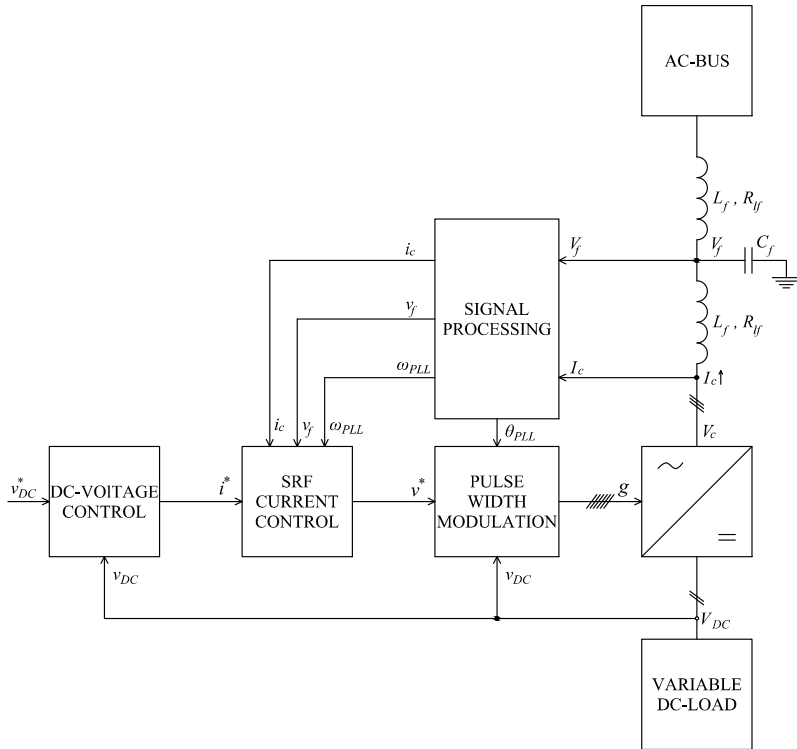 AC-BUS
L_f , R_lf
V_f
V_f
C_f
i_c
SIGNAL
PROCESSING
v_f
L_f , R_lf
ω_PLL
I_c
I_c↑
i_c
v_f
ω_PLL
θ_PLL
V_c
v*_DC
DC-VOLTAGE
CONTROL
i*
SRF
CURRENT
CONTROL
v*
PULSE
WIDTH
MODULATION
g
v_DC
v_DC
V_DC
VARIABLE
DC-LOAD